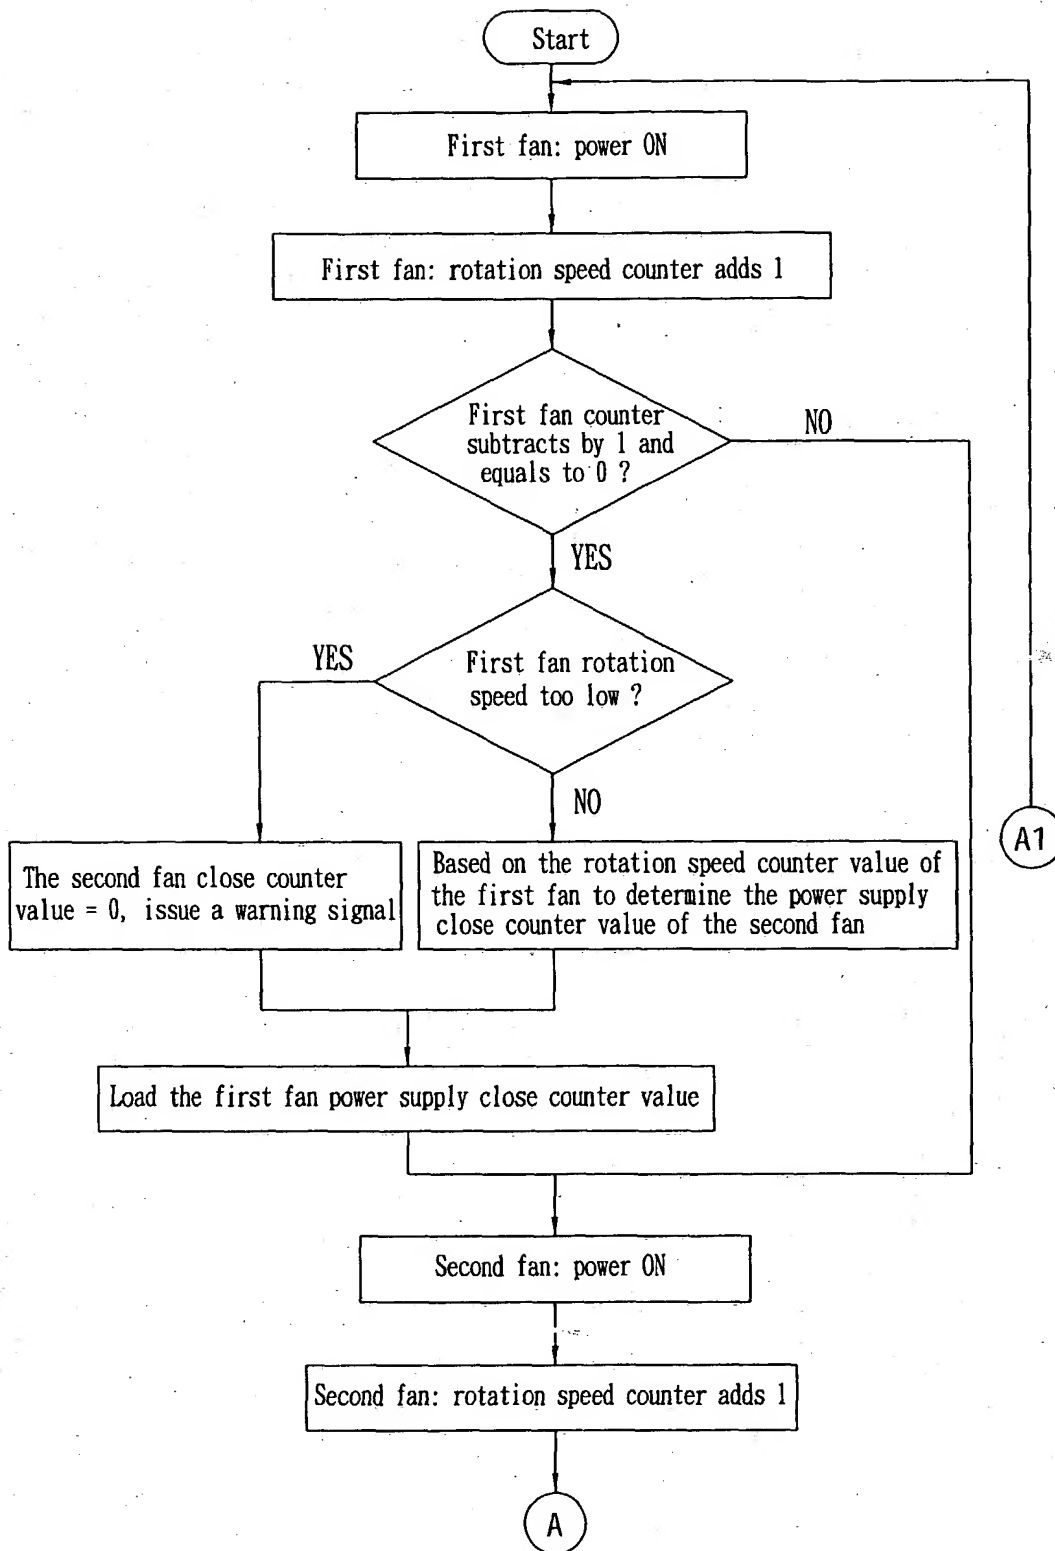 Start
First fan: power ON
First fan: rotation speed counter adds 1
First fan counter
subtracts by 1 and
equals to 0 ?
NO
YES
First fan rotation
speed too low ?
YES
NO
A1
The second fan close counter
value = 0, issue a warning signal
Based on the rotation speed counter value of
the first fan to determine the power supply
close counter value of the second fan
Load the first fan power supply close counter value
Second fan: power ON
Second fan: rotation speed counter adds 1
A